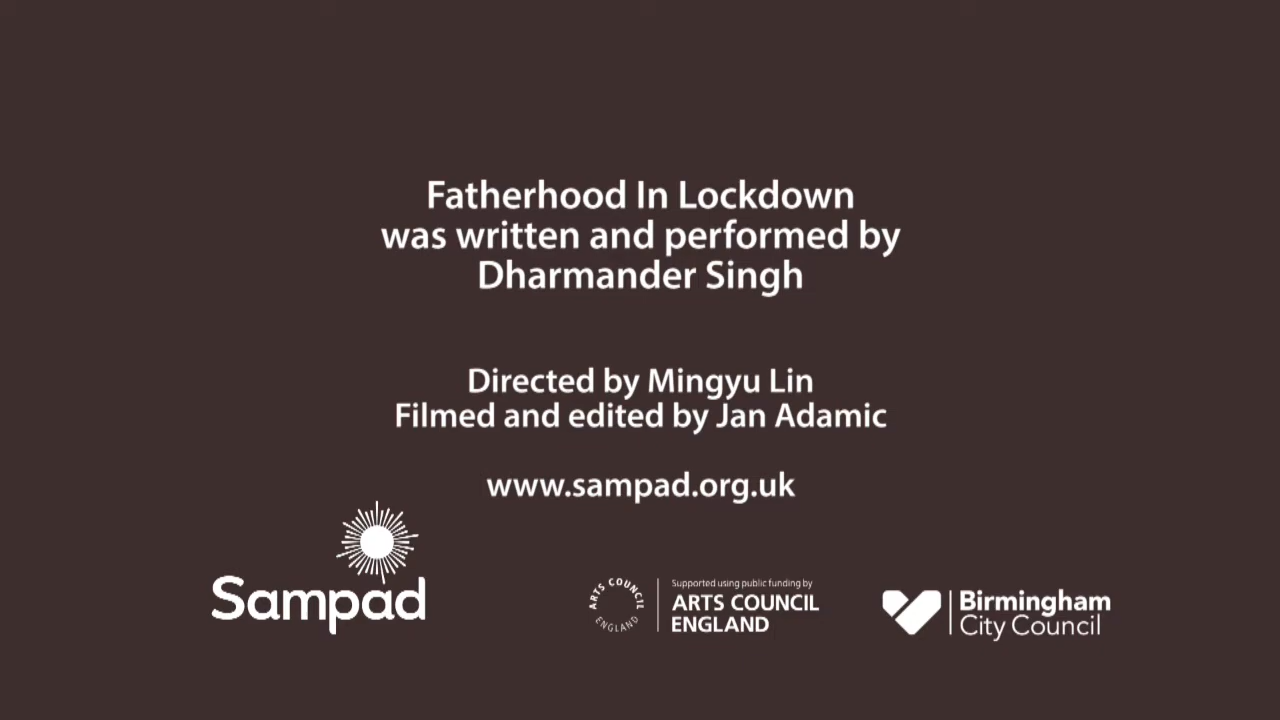 Fatherhood In Lockdown
was written and performed by
Dharmander Singh
Directed by Mingyu Lin
Filmed and edited by Jan Adamic
www.sampad.org.uk
Sampad
ARTS COUNCIL ENGLAND
Supported using public funding by
ARTS COUNCIL
ENGLAND
Birmingham
City Council